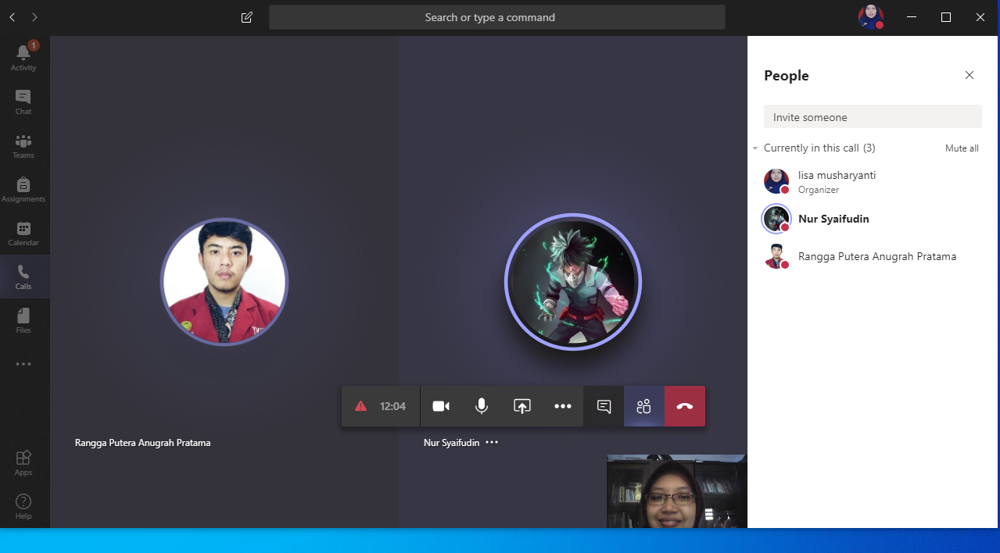 Search or type a command
1
Activity
Chat
Teams
Assignments
Calendar
Calls
Files
Apps
Help
12:04
Rangga Putera Anugrah Pratama
Nur Syaifudin
People
Invite someone
Currently in this call (3)
Mute all
lisa musharyanti
Organizer
Nur Syaifudin
Rangga Putera Anugrah Pratama